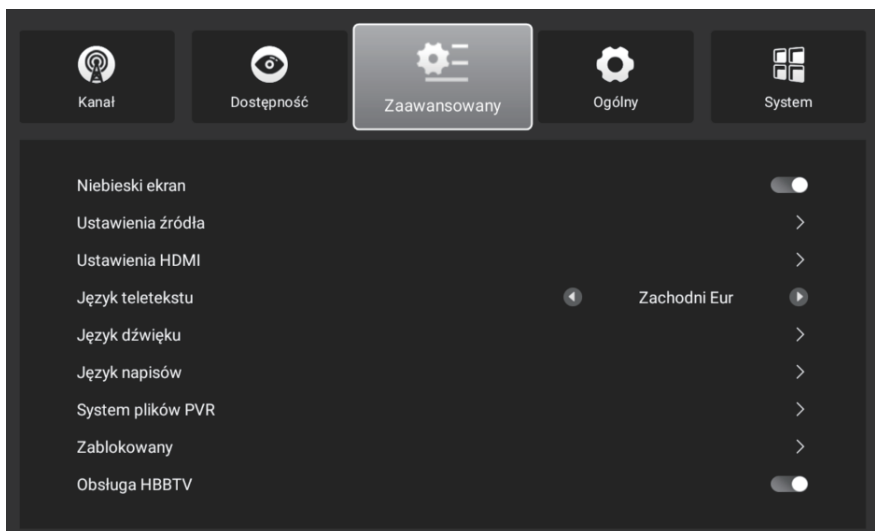 Kanał
Dostępność
Zaawansowany
Ogólny
System
Niebieski ekran
Ustawienia źródła
Ustawienia HDMI
Język teletekstu Zachodni Eur
Język dźwięku
Język napisów
System plików PVR
Zablokowany
Obsługa HBBTV